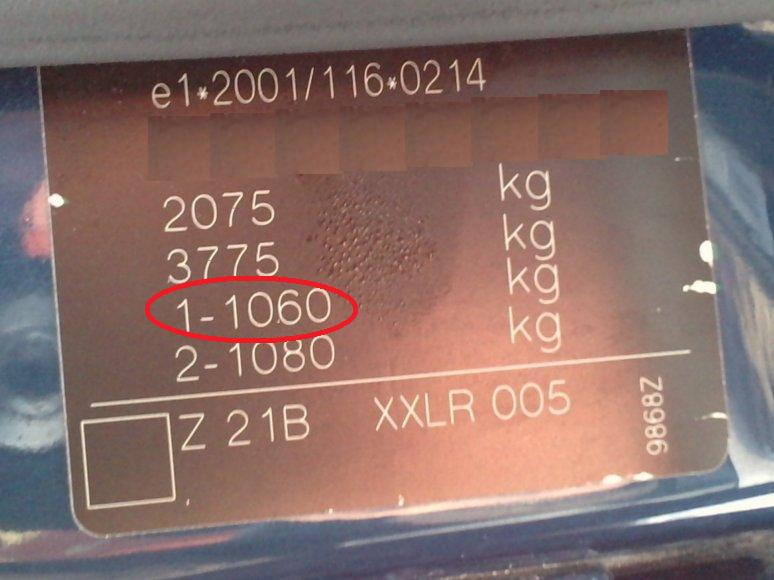 e1*2001/116*0214
2075 kg
3775 kg
1-1060 kg
2-1080 kg
Z 21B XXLR 005
9868Z